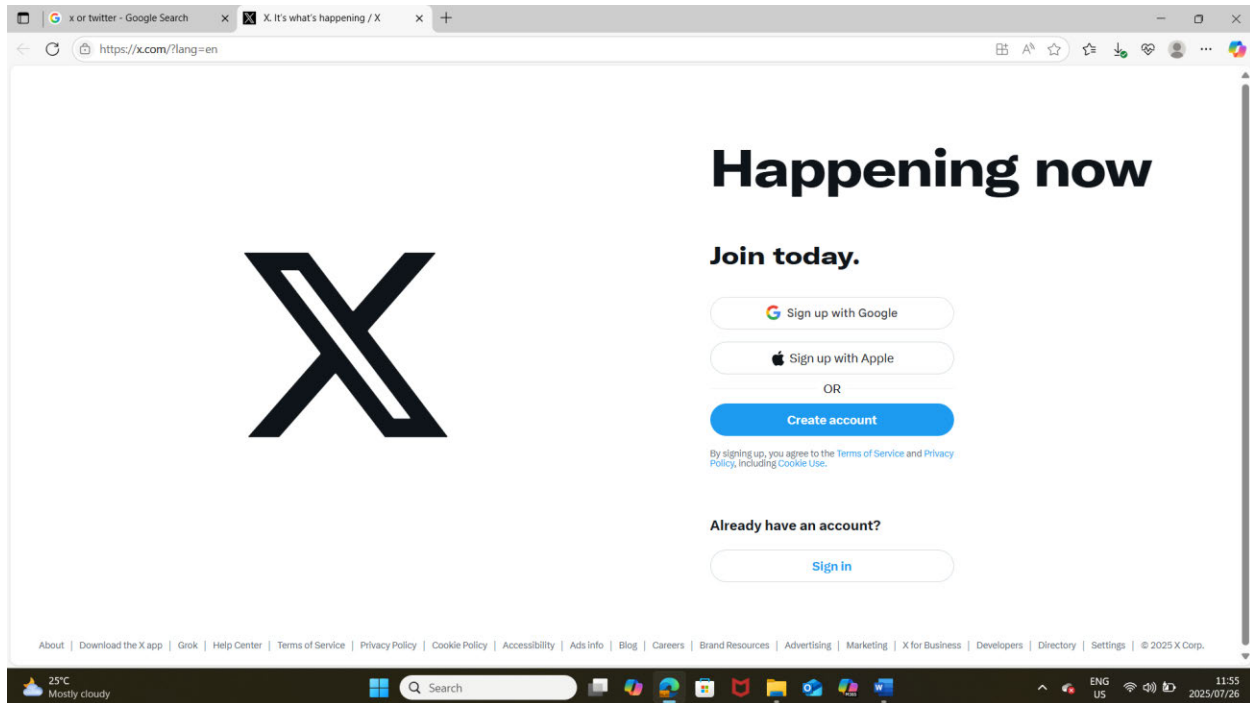 x or twitter - Google Search
X. It's what's happening / X
https://x.com/?lang=en
Happening now
Join today.
Sign up with Google
Sign up with Apple
OR
Create account
By signing up, you agree to the Terms of Service and Privacy
Policy, including Cookie Use.
Already have an account?
Sign in
About | Download the X app | Grok | Help Center | Terms of Service | Privacy Policy | Cookie Policy | Accessibility | Ads info | Blog | Careers | Brand Resources | Advertising | Marketing | X for Business | Developers | Directory | Settings | © 2025 X Corp.
25°C
Mostly cloudy
Search
ENG
US
11:55
2025/07/26